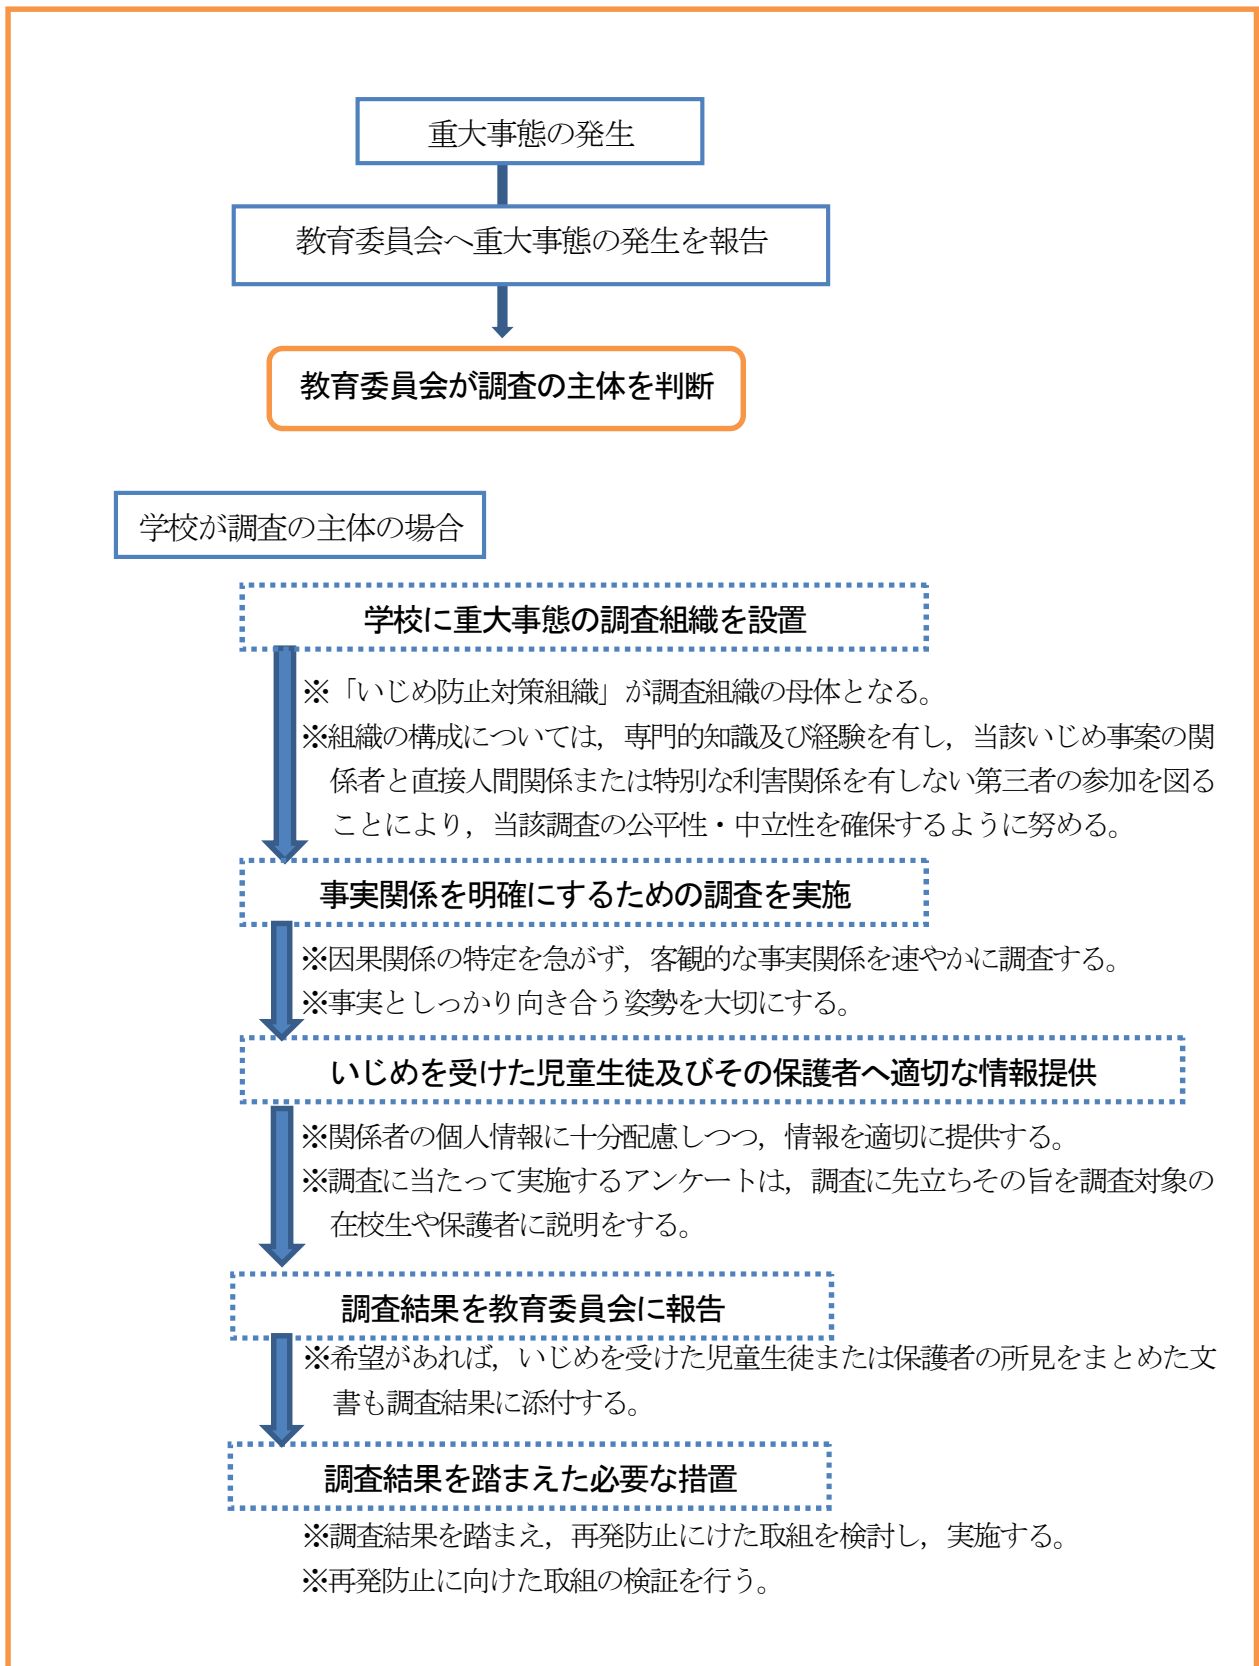 重大事態の発生
教育委員会へ重大事態の発生を報告
教育委員会が調査の主体を判断
学校が調査の主体の場合
学校に重大事態の調査組織を設置
※「いじめ防止対策組織」が調査組織の母体となる。
※組織の構成については，専門的知識及び経験を有し，当該いじめ事案の関
係者と直接人間関係または特別な利害関係を有しない第三者の参加を図る
ことにより，当該調査の公平性・中立性を確保するように努める。
事実関係を明確にするための調査を実施
※因果関係の特定を急がず，客観的な事実関係を速やかに調査する。
※事実としっかり向き合う姿勢を大切にする。
いじめを受けた児童生徒及びその保護者へ適切な情報提供
※関係者の個人情報に十分配慮しつつ，情報を適切に提供する。
※調査に当たって実施するアンケートは，調査に先立ちその旨を調査対象の
在校生や保護者に説明をする。
調査結果を教育委員会に報告
※希望があれば，いじめを受けた児童生徒または保護者の所見をまとめた文
書も調査結果に添付する。
調査結果を踏まえた必要な措置
※調査結果を踏まえ，再発防止にけた取組を検討し，実施する。
※再発防止に向けた取組の検証を行う。